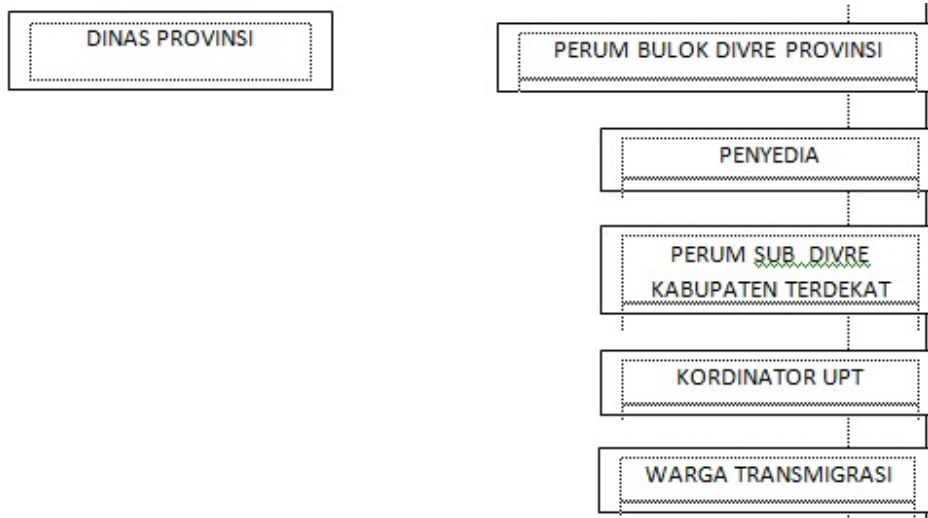 DINAS PROVINSI
PERUM BULOK DIVRE PROVINSI
PENYEDIA
PERUM SUB DIVRE
KABUPATEN TERDEKAT
KORDINATOR UPT
WARGA TRANSMIGRASI